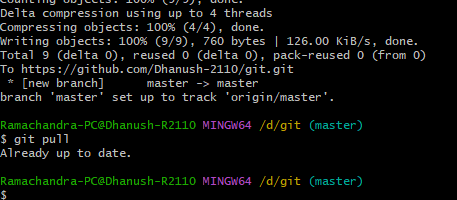 Counting objects: 100% (9/9), done.
Delta compression using up to 4 threads
Compressing objects: 100% (4/4), done.
Writing objects: 100% (9/9), 760 bytes | 126.00 KiB/s, done.
Total 9 (delta 0), reused 0 (delta 0), pack-reused 0 (from 0)
To https://github.com/Dhanush-2110/git.git
 * [new branch]      master -> master
branch 'master' set up to track 'origin/master'.

Ramachandra-PC@Dhanush-R2110 MINGW64 /d/git (master)
$ git pull
Already up to date.

Ramachandra-PC@Dhanush-R2110 MINGW64 /d/git (master)
$